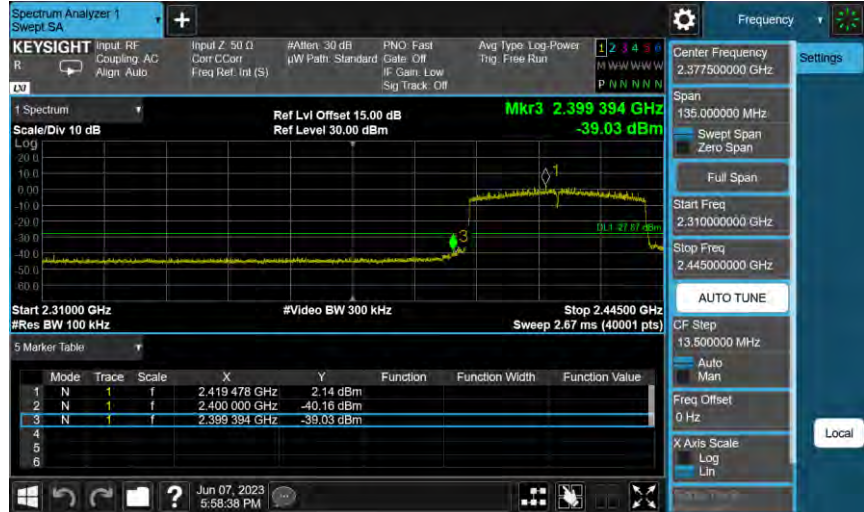 Spectrum Analyzer 1
Swept SA
+
Frequency
KEYSIGHT
R
LXI
Input: RF
Coupling: AC
Align: Auto
Input Z: 50 Ω
Corr CCorr
Freq Ref: Int (S)
#Atten: 30 dB
µW Path: Standard
PNO: Fast
Gate: Off
IF Gain: Low
Sig Track: Off
Avg Type: Log-Power
Trig: Free Run
1 2 3 4 5 6
M W W W W W
P N N N N N
Center Frequency
2.377500000 GHz
Settings
Span
135.000000 MHz
Swept Span
Zero Span
Full Span
Start Freq
2.310000000 GHz
Stop Freq
2.445000000 GHz
AUTO TUNE
CF Step
13.500000 MHz
Auto
Man
Freq Offset
0 Hz
X Axis Scale
Log
Lin
Local
1 Spectrum
Scale/Div 10 dB
Ref Lvl Offset 15.00 dB
Ref Level 30.00 dBm
Mkr3 2.399 394 GHz
-39.03 dBm
Log
20.0
10.0
0.00
-10.0
-20.0
-30.0
-40.0
-50.0
-60.0
1
3
DL1 -27.87 dBm
Start 2.31000 GHz
#Res BW 100 kHz
#Video BW 300 kHz
Stop 2.44500 GHz
Sweep 2.67 ms (40001 pts)
5 Marker Table
Mode Trace Scale X Y Function Function Width Function Value
1 N 1 f 2.419 478 GHz 2.14 dBm
2 N 1 f 2.400 000 GHz -40.16 dBm
3 N 1 f 2.399 394 GHz -39.03 dBm
4
5
6
?
Jun 07, 2023
5:58:38 PM